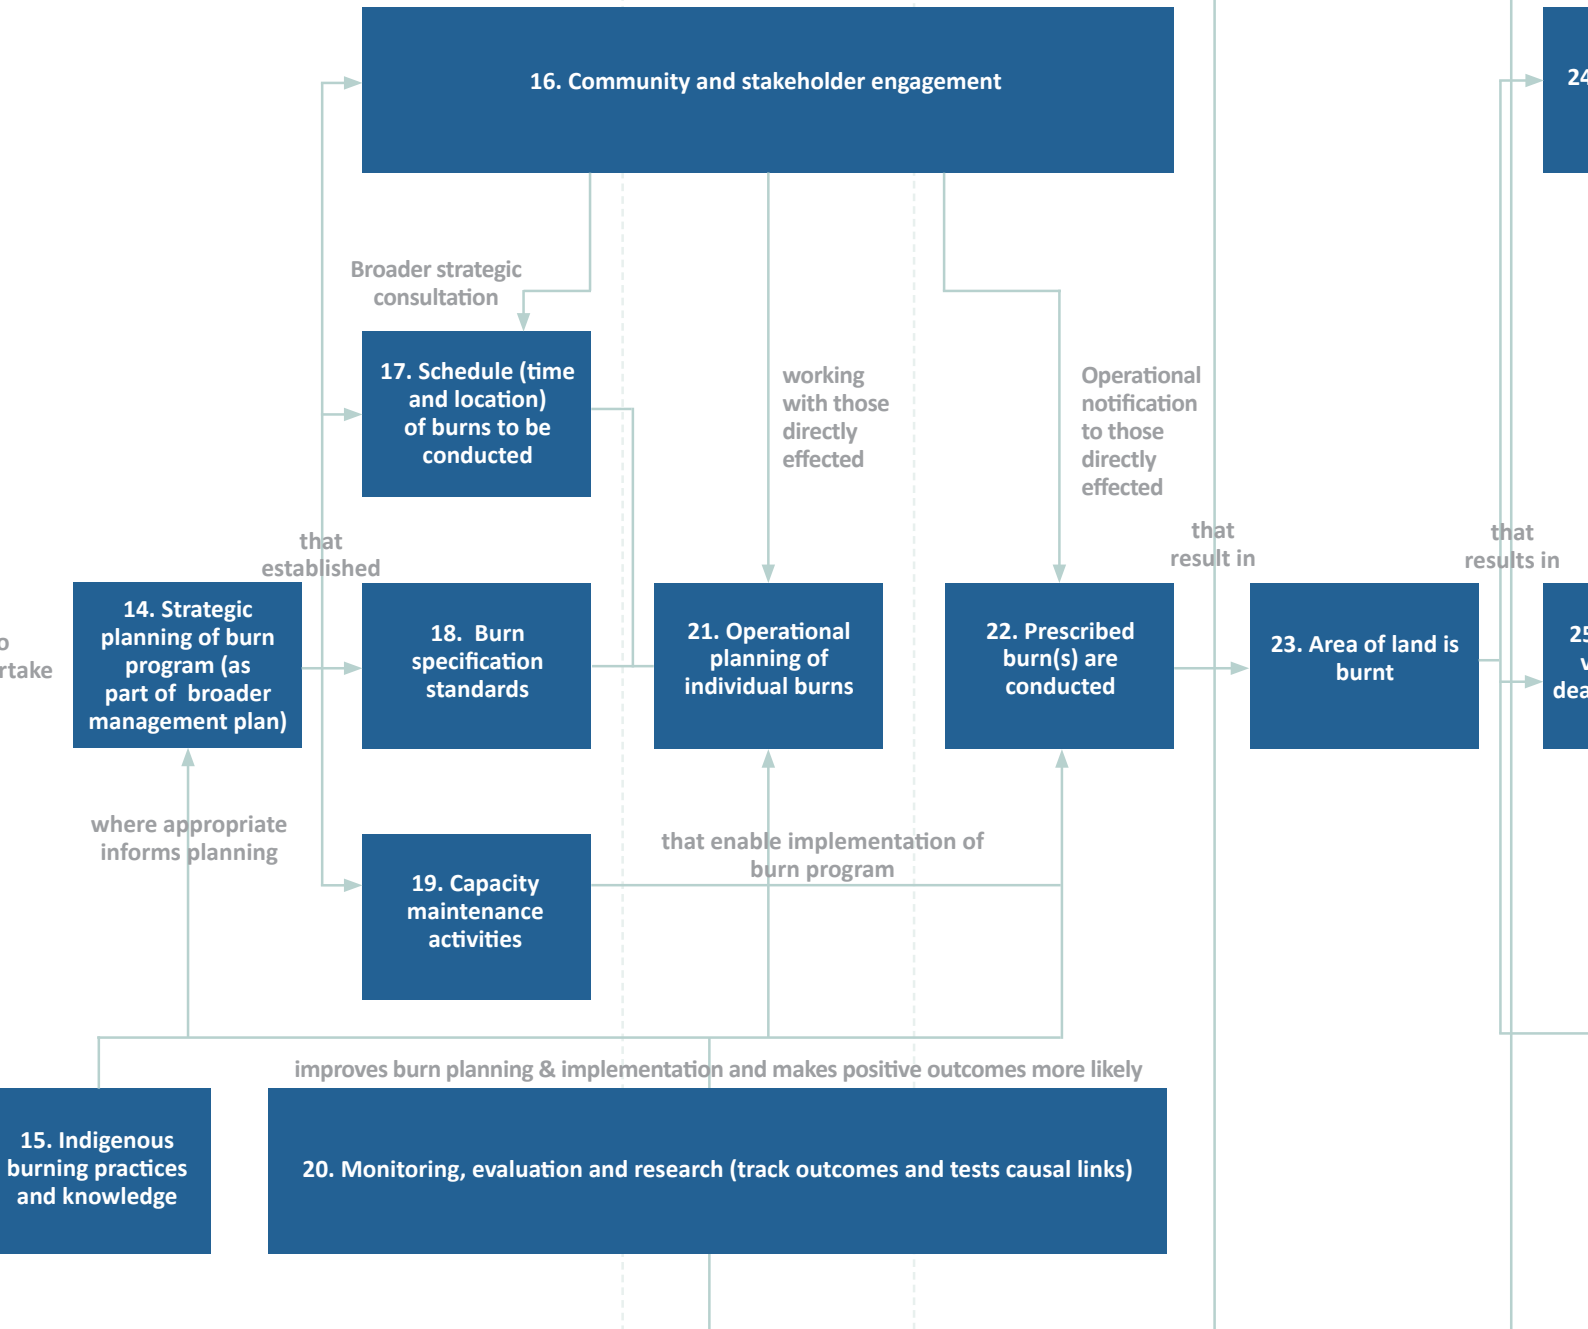 16. Community and stakeholder engagement
24
Broader strategic
consultation
17. Schedule (time
and location)
of burns to be
conducted
working
with those
directly
effected
Operational
notification
to those
directly
effected
that
established
that
result in
that
results in
14. Strategic
planning of burn
program (as
part of broader
management plan)
18. Burn
specification
standards
21. Operational
planning of
individual burns
22. Prescribed
burn(s) are
conducted
23. Area of land is
burnt
25
where appropriate
informs planning
19. Capacity
maintenance
activities
that enable implementation of
burn program
improves burn planning & implementation and makes positive outcomes more likely
15. Indigenous
burning practices
and knowledge
20. Monitoring, evaluation and research (track outcomes and tests causal links)